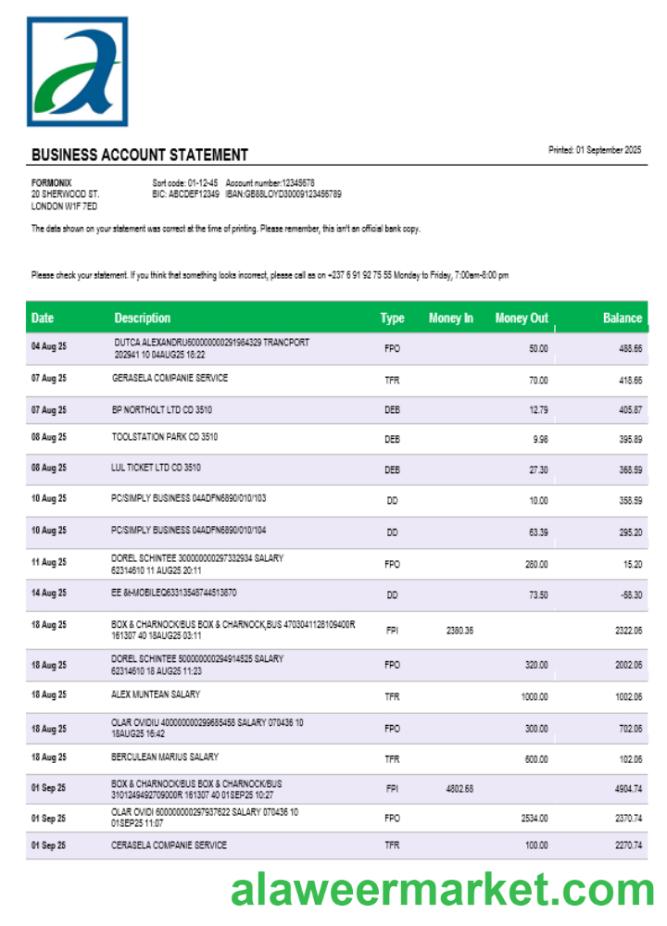 BUSINESS ACCOUNT STATEMENT
Printed: 01 September 2025
FORMONIX
20 SHERWOOD ST.
LONDON W1F 7ED
Sort code: 01-12-45 Account number:12345678
BIC: ABCDEF12349 IBAN:GB88LOYD30009123456789
The data shown on your statement was correct at the time of printing. Please remember, this isn't an official bank copy.
Please check your statement. If you think that something looks incorrect, please call as on +237 6 91 92 75 55 Monday to Friday, 7:00am-8:00 pm
Date Description Type Money In Money Out Balance
04 Aug 25 DUTCA ALEXANDRU500000000291984329 TRANCPORT FPO 50.00 488.66
202941 10 04AUG25 18:22
07 Aug 25 GERASELA COMPANIE SERVICE TFR 70.00 418.66
07 Aug 25 BP NORTHOLT LTD CD 3510 DEB 12.79 405.87
08 Aug 25 TOOLSTATION PARK CD 3510 DEB 9.98 395.89
08 Aug 25 LUL TICKET LTD CD 3510 DEB 27.30 368.59
10 Aug 25 PC/SIMPLY BUSINESS 04ADFN6890/010/103 DD 10.00 358.59
10 Aug 25 PC/SIMPLY BUSINESS 04ADFN6890/010/104 DD 63.39 295.20
11 Aug 25 DOREL SCHINTEE 300000000297332934 SALARY FPO 280.00 15.20
62314610 11 AUG25 20:11
14 Aug 25 EE &t-MOBILEQ63313548744513870 DD 73.50 -58.30
18 Aug 25 BOX & CHARNOCK/BUS BOX & CHARNOCK,BUS 4703041128109400R FPI 2380.36 2322.06
161307 40 18AUG25 03:11
18 Aug 25 DOREL SCHINTEE 500000000294914525 SALARY FPO 320.00 2002.06
62314610 18 AUG25 11:23
18 Aug 25 ALEX MUNTEAN SALARY TFR 1000.00 1002.06
18 Aug 25 OLAR OVIDIU 400000000299685458 SALARY 070436 10 FPO 300.00 702.06
18AUG25 16:42
18 Aug 25 BERCULEAN MARIUS SALARY TFR 600.00 102.06
01 Sep 25 BOX & CHARNOCK/BUS BOX & CHARNOCK/BUS FPI 4802.68 4904.74
3101249492709000R 161307 40 01SEP25 10:27
01 Sep 25 OLAR OVIDI 600000000297937622 SALARY 070436 10 FPO 2534.00 2370.74
01SEP25 11:07
01 Sep 25 CERASELA COMPANIE SERVICE TFR 100.00 2270.74
alaweermarket.com